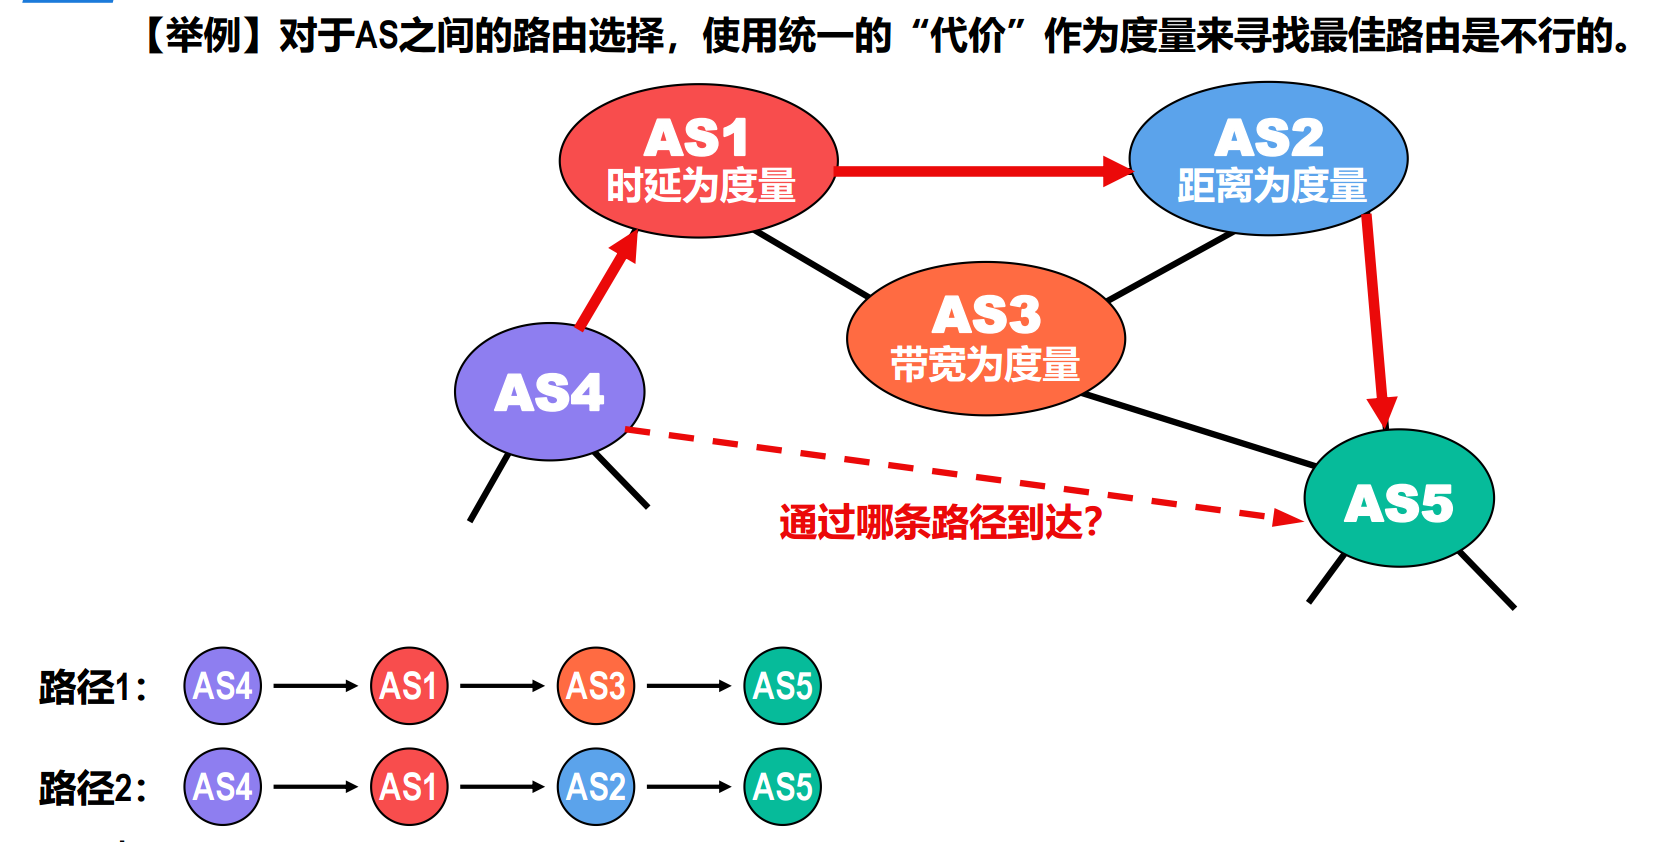 【举例】对于AS之间的路由选择，使用统一的“代价”作为度量来寻找最佳路由是不行的。
AS1
时延为度量
AS2
距离为度量
AS3
带宽为度量
AS4
通过哪条路径到达?
AS5
路径1： AS4 AS1 AS3 AS5
路径2： AS4 AS1 AS2 AS5